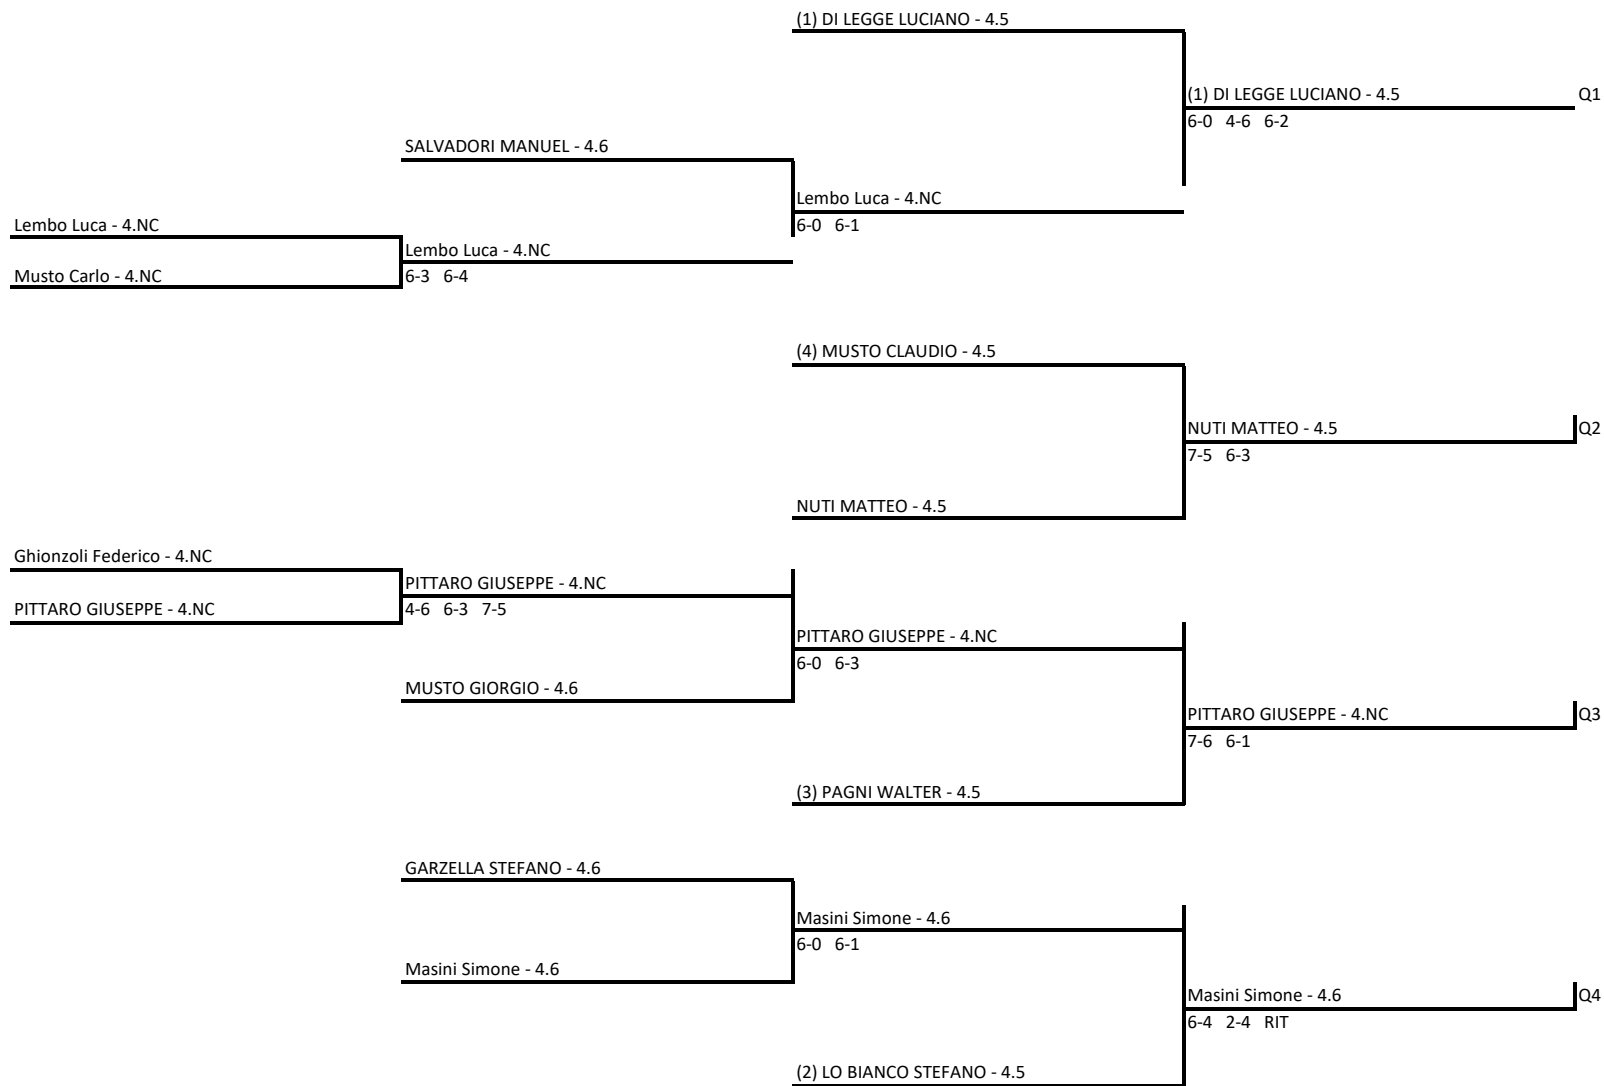 (1) DI LEGGE LUCIANO - 4.5
(1) DI LEGGE LUCIANO - 4.5 Q1
6-0 4-6 6-2
SALVADORI MANUEL - 4.6
Lembo Luca - 4.NC
6-0 6-1
Lembo Luca - 4.NC
Lembo Luca - 4.NC
6-3 6-4
Musto Carlo - 4.NC
(4) MUSTO CLAUDIO - 4.5
NUTI MATTEO - 4.5 Q2
7-5 6-3
NUTI MATTEO - 4.5
Ghionzoli Federico - 4.NC
PITTARO GIUSEPPE - 4.NC
4-6 6-3 7-5
PITTARO GIUSEPPE - 4.NC
PITTARO GIUSEPPE - 4.NC
6-0 6-3
MUSTO GIORGIO - 4.6
PITTARO GIUSEPPE - 4.NC Q3
7-6 6-1
(3) PAGNI WALTER - 4.5
GARZELLA STEFANO - 4.6
Masini Simone - 4.6
6-0 6-1
Masini Simone - 4.6
Masini Simone - 4.6 Q4
6-4 2-4 RIT
(2) LO BIANCO STEFANO - 4.5